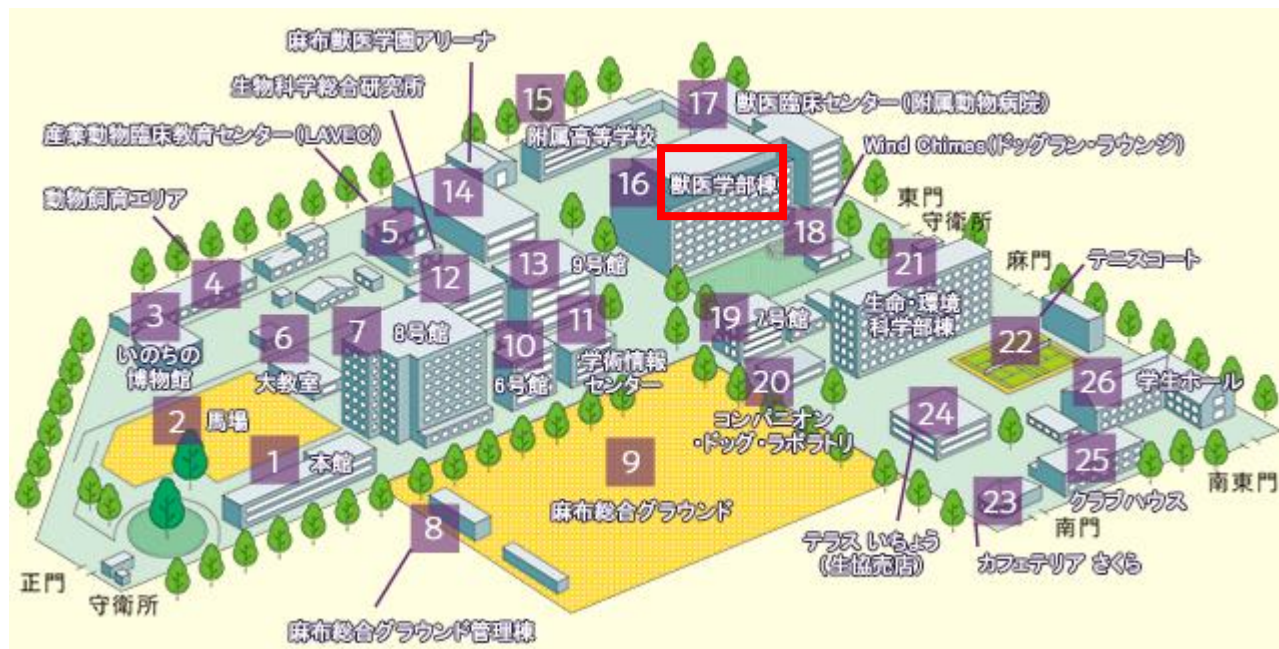 麻布獣医学園アリーナ
生物科学総合研究所
15
17
獣医臨床センター(附属動物病院)
産業動物臨床教育センター(LAVEC)
附属高等学校
Wind Chimes(ドッグラン・ラウンジ)
動物飼育エリア
14
16
獣医学部棟
東門
守衛所
5
18
麻門
テニスコート
4
12
13
9号館
21
生命・環境
科学部棟
3
いのちの
博物館
6
大教室
7
8号館
10
6号館
11
学術情報
センター
19
7号館
22
20
コンパニオン
・ドッグ・ラボラトリ
26
学生ホール
2
馬場
24
1
本館
9
麻布総合グラウンド
25
クラブハウス
南東門
23
南門
8
テラス いちょう
(生協売店)
カフェテリア さくら
正門
守衛所
麻布総合グラウンド管理棟